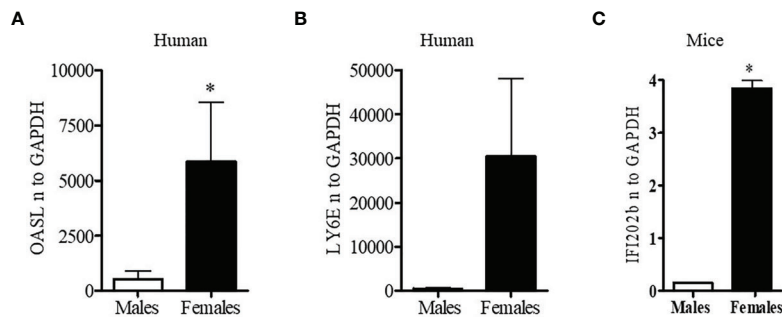 A
Human
OASL n to GAPDH
10000
7500
5000
2500
0
*
Males Females
B
Human
LY6E n to GAPDH
50000
40000
30000
20000
10000
0
Males Females
C
Mice
IFI202b n to GAPDH
4
3
2
1
0
*
Males Females